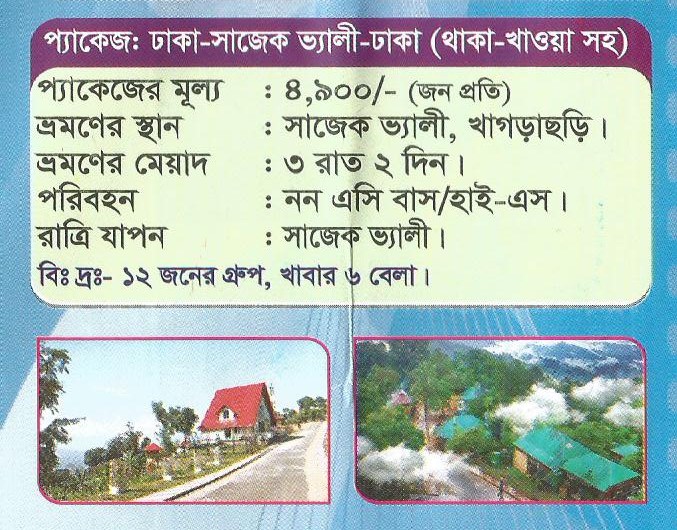 প্যাকেজ: ঢাকা-সাজেক ভ্যালী-ঢাকা (থাকা-খাওয়া সহ)
প্যাকেজের মূল্য : ৪,৯০০/- (জন প্রতি)
ভ্রমণের স্থান : সাজেক ভ্যালী, খাগড়াছড়ি।
ভ্রমণের মেয়াদ : ৩ রাত ২ দিন।
পরিবহন : নন এসি বাস/হাই-এস।
রাত্রি যাপন : সাজেক ভ্যালী।
বিঃ দ্রঃ- ১২ জনের গ্রুপ, খাবার ৬ বেলা।